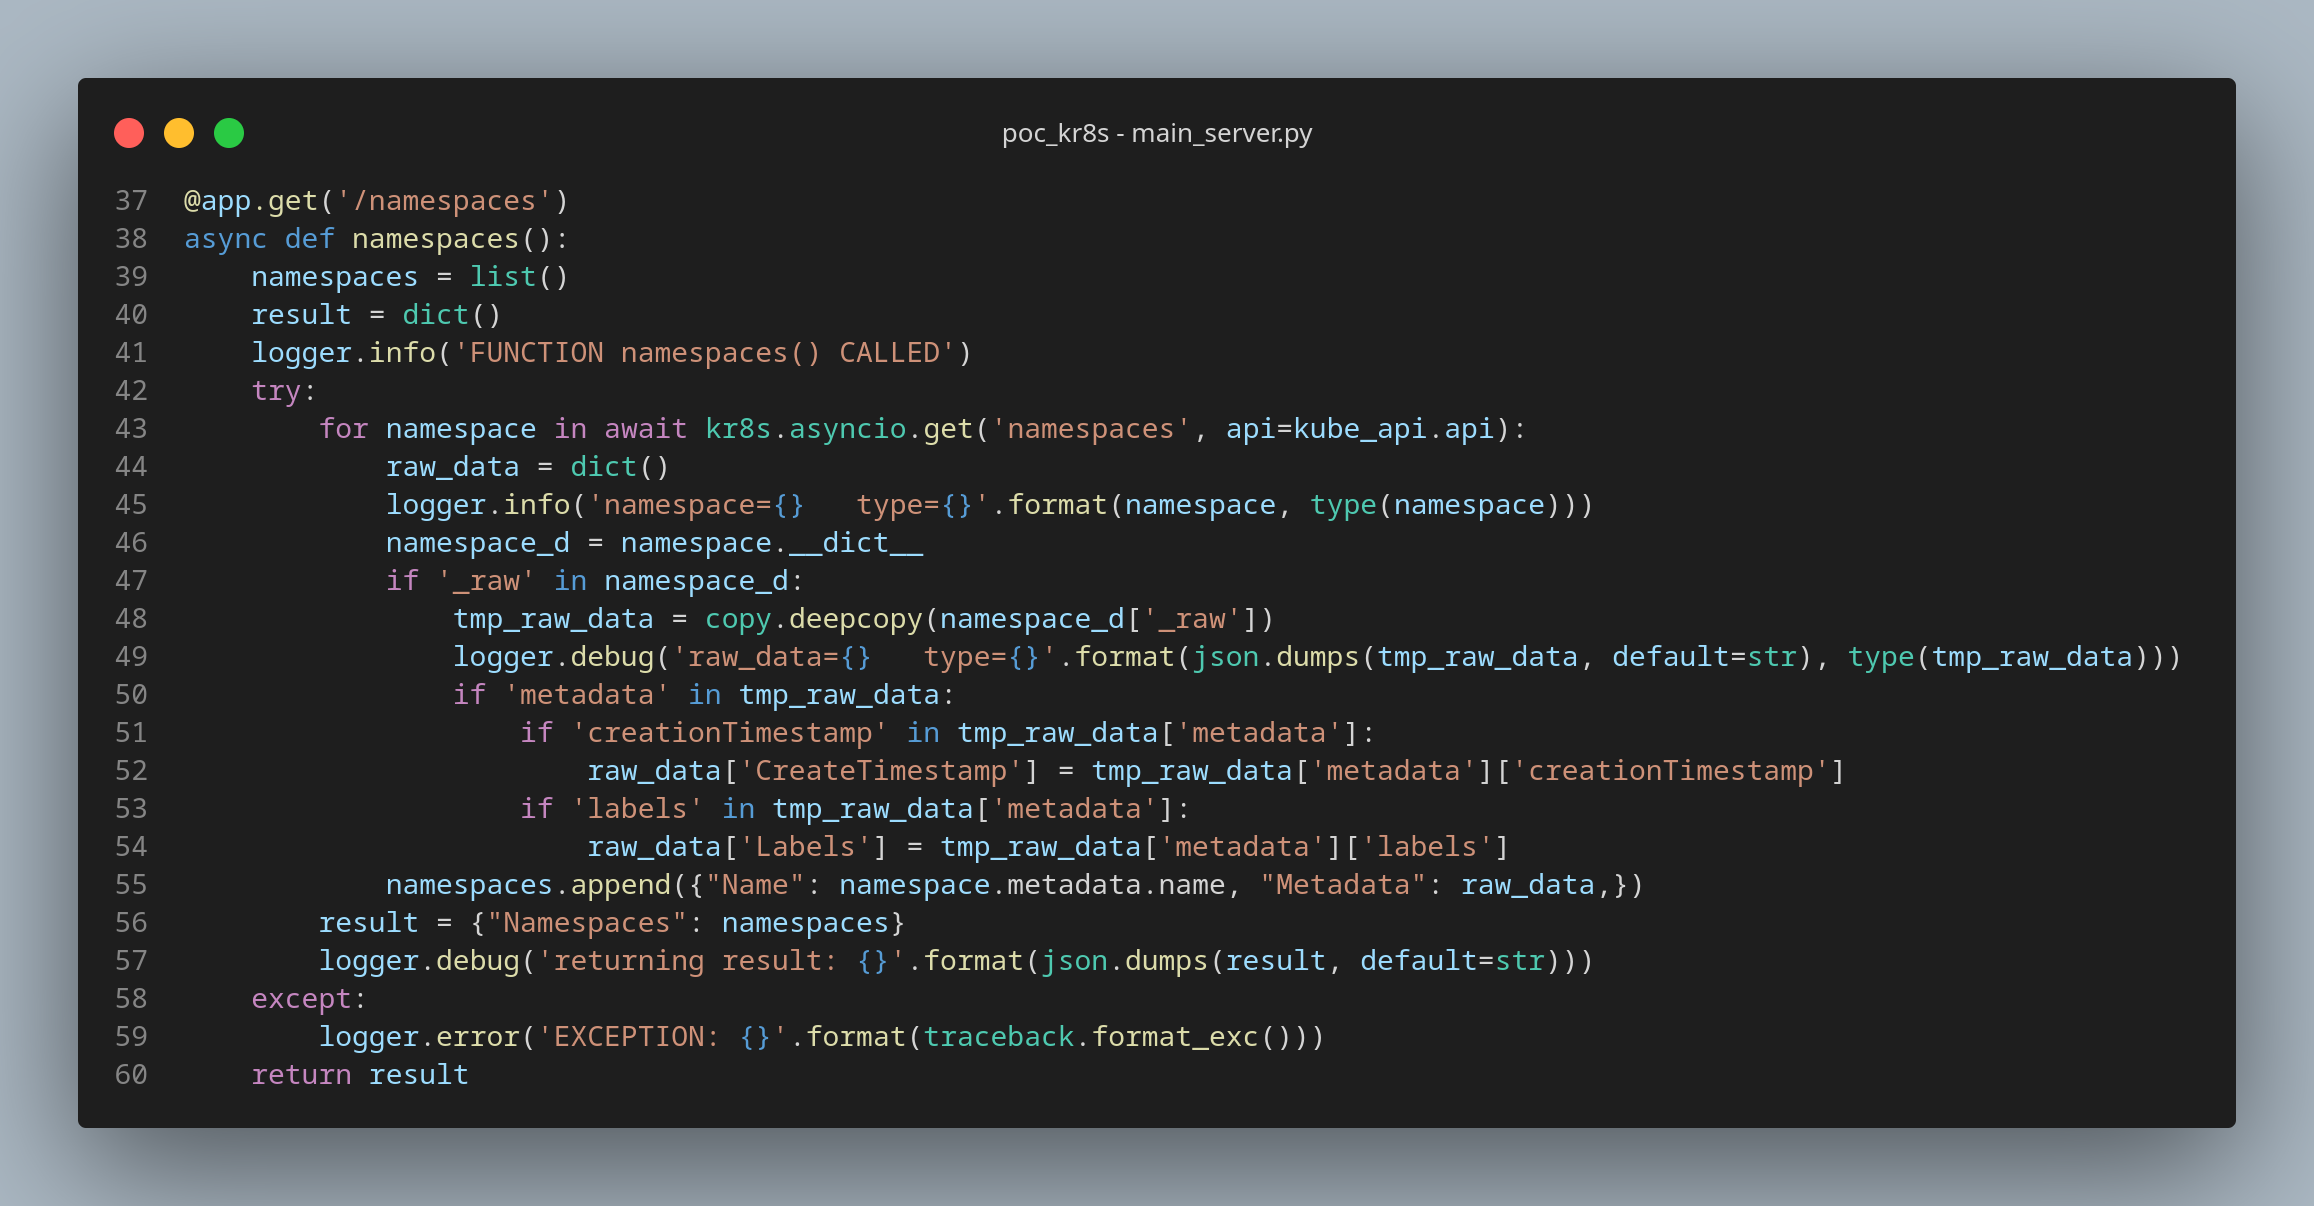 poc_kr8s - main_server.py
37 @app.get('/namespaces')
38 async def namespaces():
39     namespaces = list()
40     result = dict()
41     logger.info('FUNCTION namespaces() CALLED')
42     try:
43         for namespace in await kr8s.asyncio.get('namespaces', api=kube_api.api):
44             raw_data = dict()
45             logger.info('namespace={}   type={}'.format(namespace, type(namespace)))
46             namespace_d = namespace.__dict__
47             if '_raw' in namespace_d:
48                 tmp_raw_data = copy.deepcopy(namespace_d['_raw'])
49                 logger.debug('raw_data={}   type={}'.format(json.dumps(tmp_raw_data, default=str), type(tmp_raw_data)))
50                 if 'metadata' in tmp_raw_data:
51                     if 'creationTimestamp' in tmp_raw_data['metadata']:
52                         raw_data['CreateTimestamp'] = tmp_raw_data['metadata']['creationTimestamp']
53                     if 'labels' in tmp_raw_data['metadata']:
54                         raw_data['Labels'] = tmp_raw_data['metadata']['labels']
55             namespaces.append({"Name": namespace.metadata.name, "Metadata": raw_data,})
56         result = {"Namespaces": namespaces}
57         logger.debug('returning result: {}'.format(json.dumps(result, default=str)))
58     except:
59         logger.error('EXCEPTION: {}'.format(traceback.format_exc()))
60     return result